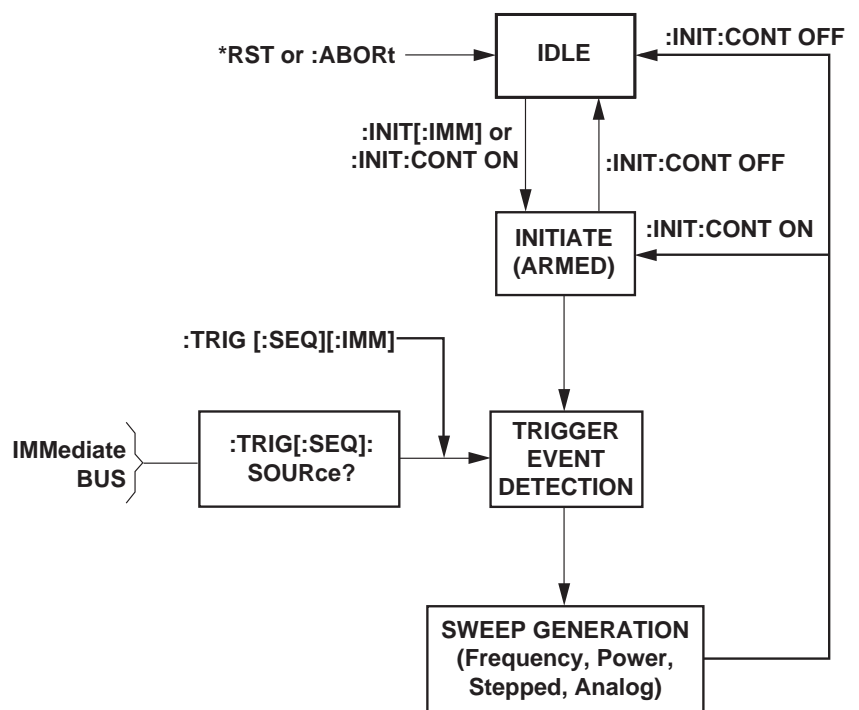 :INIT:CONT OFF
*RST or :ABORt
IDLE
:INIT[:IMM] or
:INIT:CONT ON
:INIT:CONT OFF
INITIATE
(ARMED)
:INIT:CONT ON
:TRIG [:SEQ][:IMM]
IMMediate
BUS
:TRIG[:SEQ]:
SOURce?
TRIGGER
EVENT
DETECTION
SWEEP GENERATION
(Frequency, Power,
Stepped, Analog)